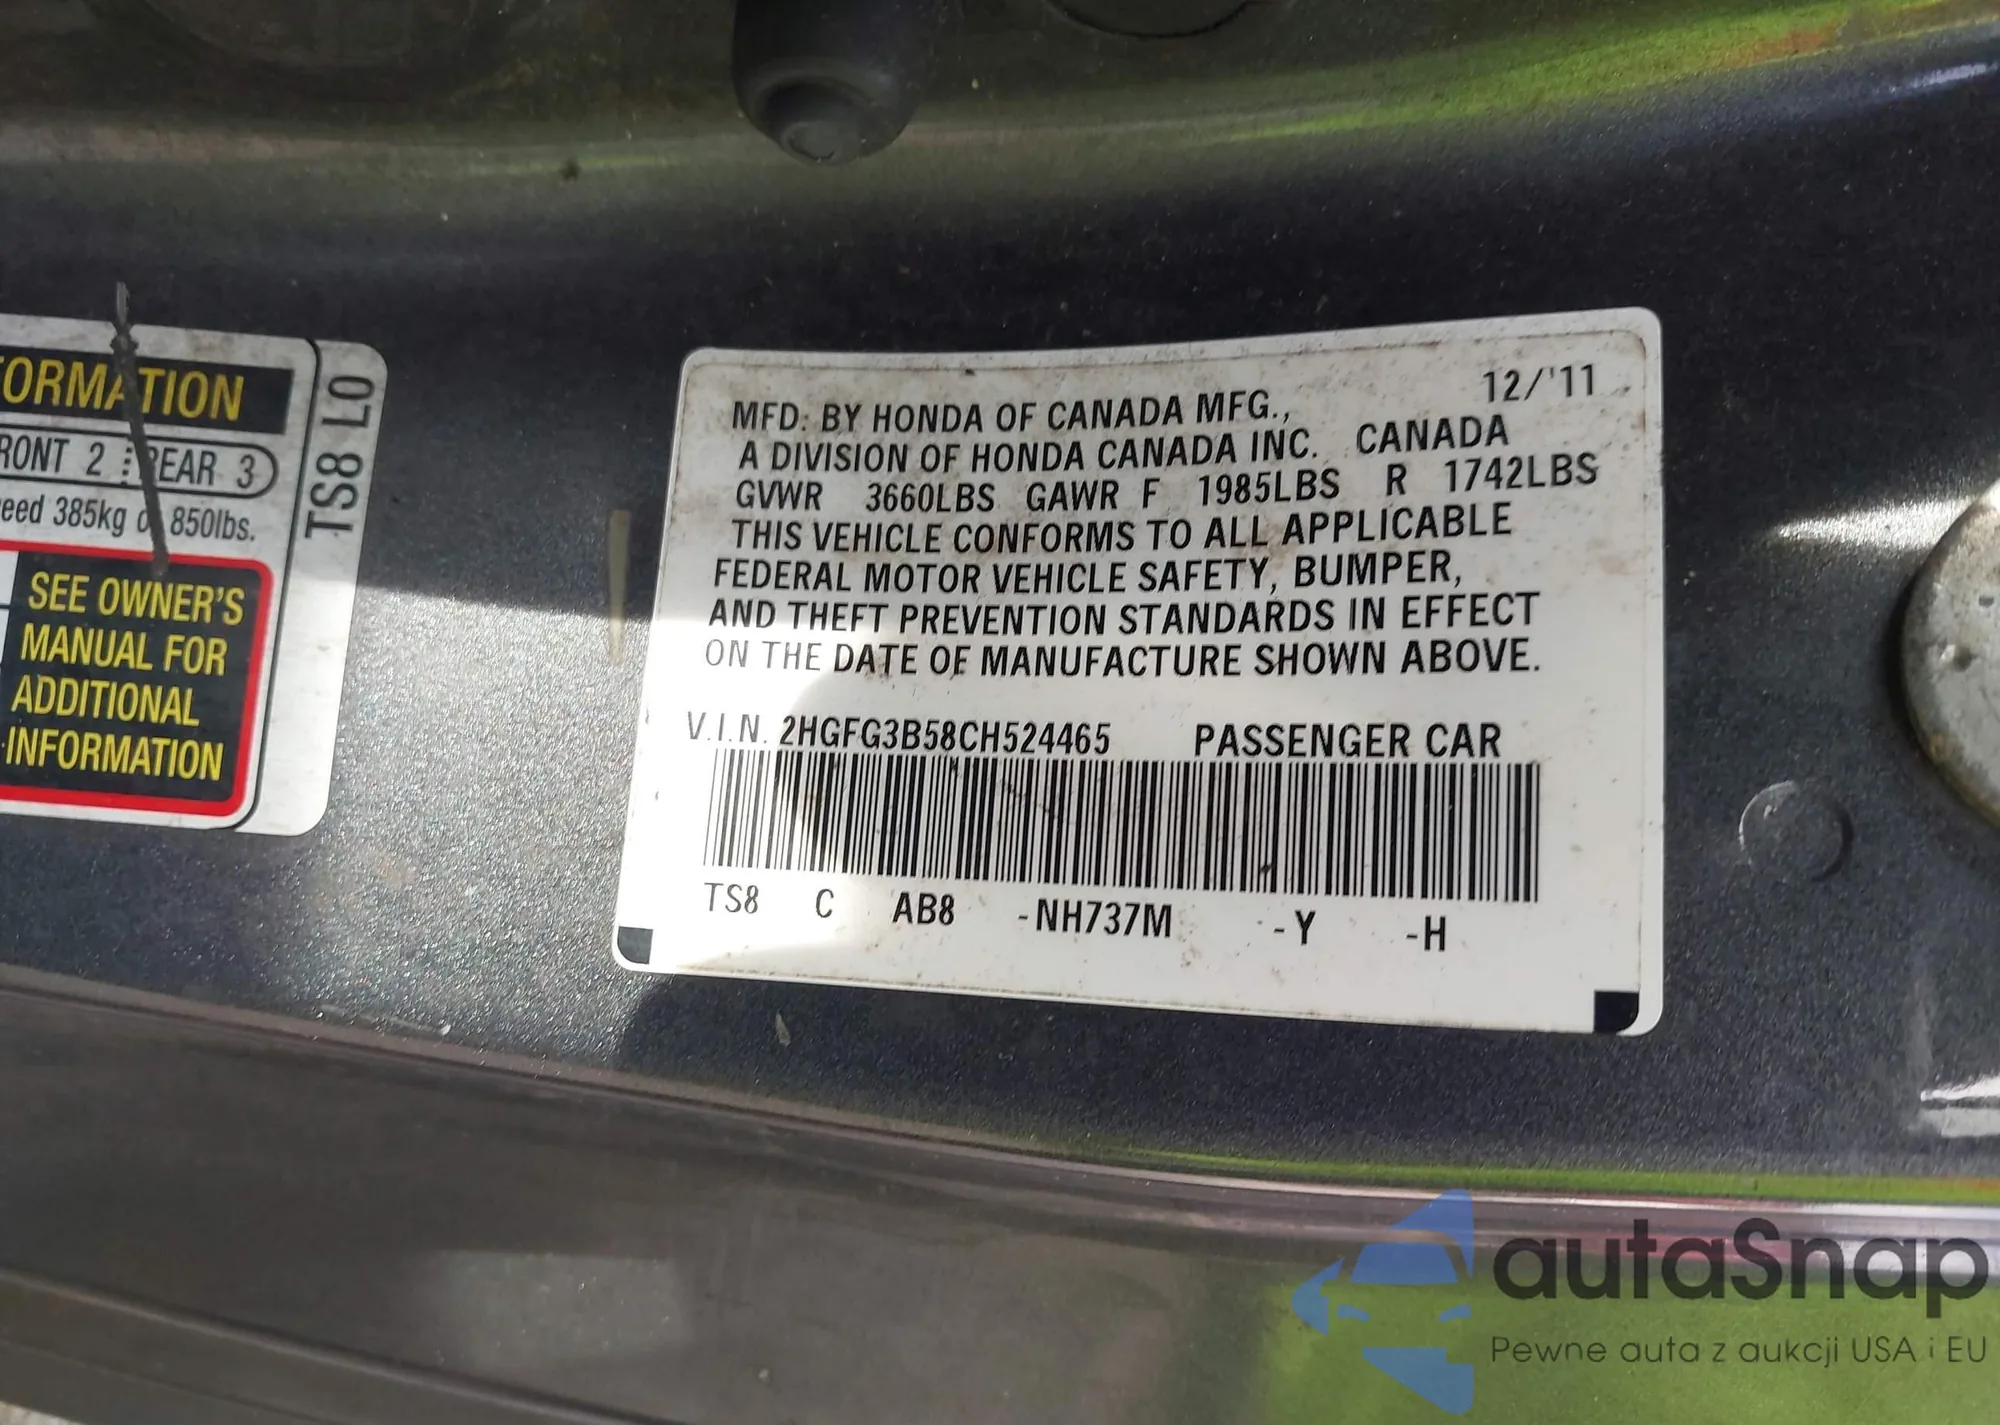 FORMATION
RONT 2 REAR 3
eed 385kg or 850lbs.
SEE OWNER'S
MANUAL FOR
ADDITIONAL
INFORMATION
TS8 L0
12/'11
MFD: BY HONDA OF CANADA MFG.,
A DIVISION OF HONDA CANADA INC. CANADA
GVWR 3660LBS GAWR F 1985LBS R 1742LBS
THIS VEHICLE CONFORMS TO ALL APPLICABLE
FEDERAL MOTOR VEHICLE SAFETY, BUMPER,
AND THEFT PREVENTION STANDARDS IN EFFECT
ON THE DATE OF MANUFACTURE SHOWN ABOVE.
V.I.N. 2HGFG3B58CH524465 PASSENGER CAR
TS8 C AB8 -NH737M -Y -H
autaSnap
Pewne auta z aukcji USA i EU